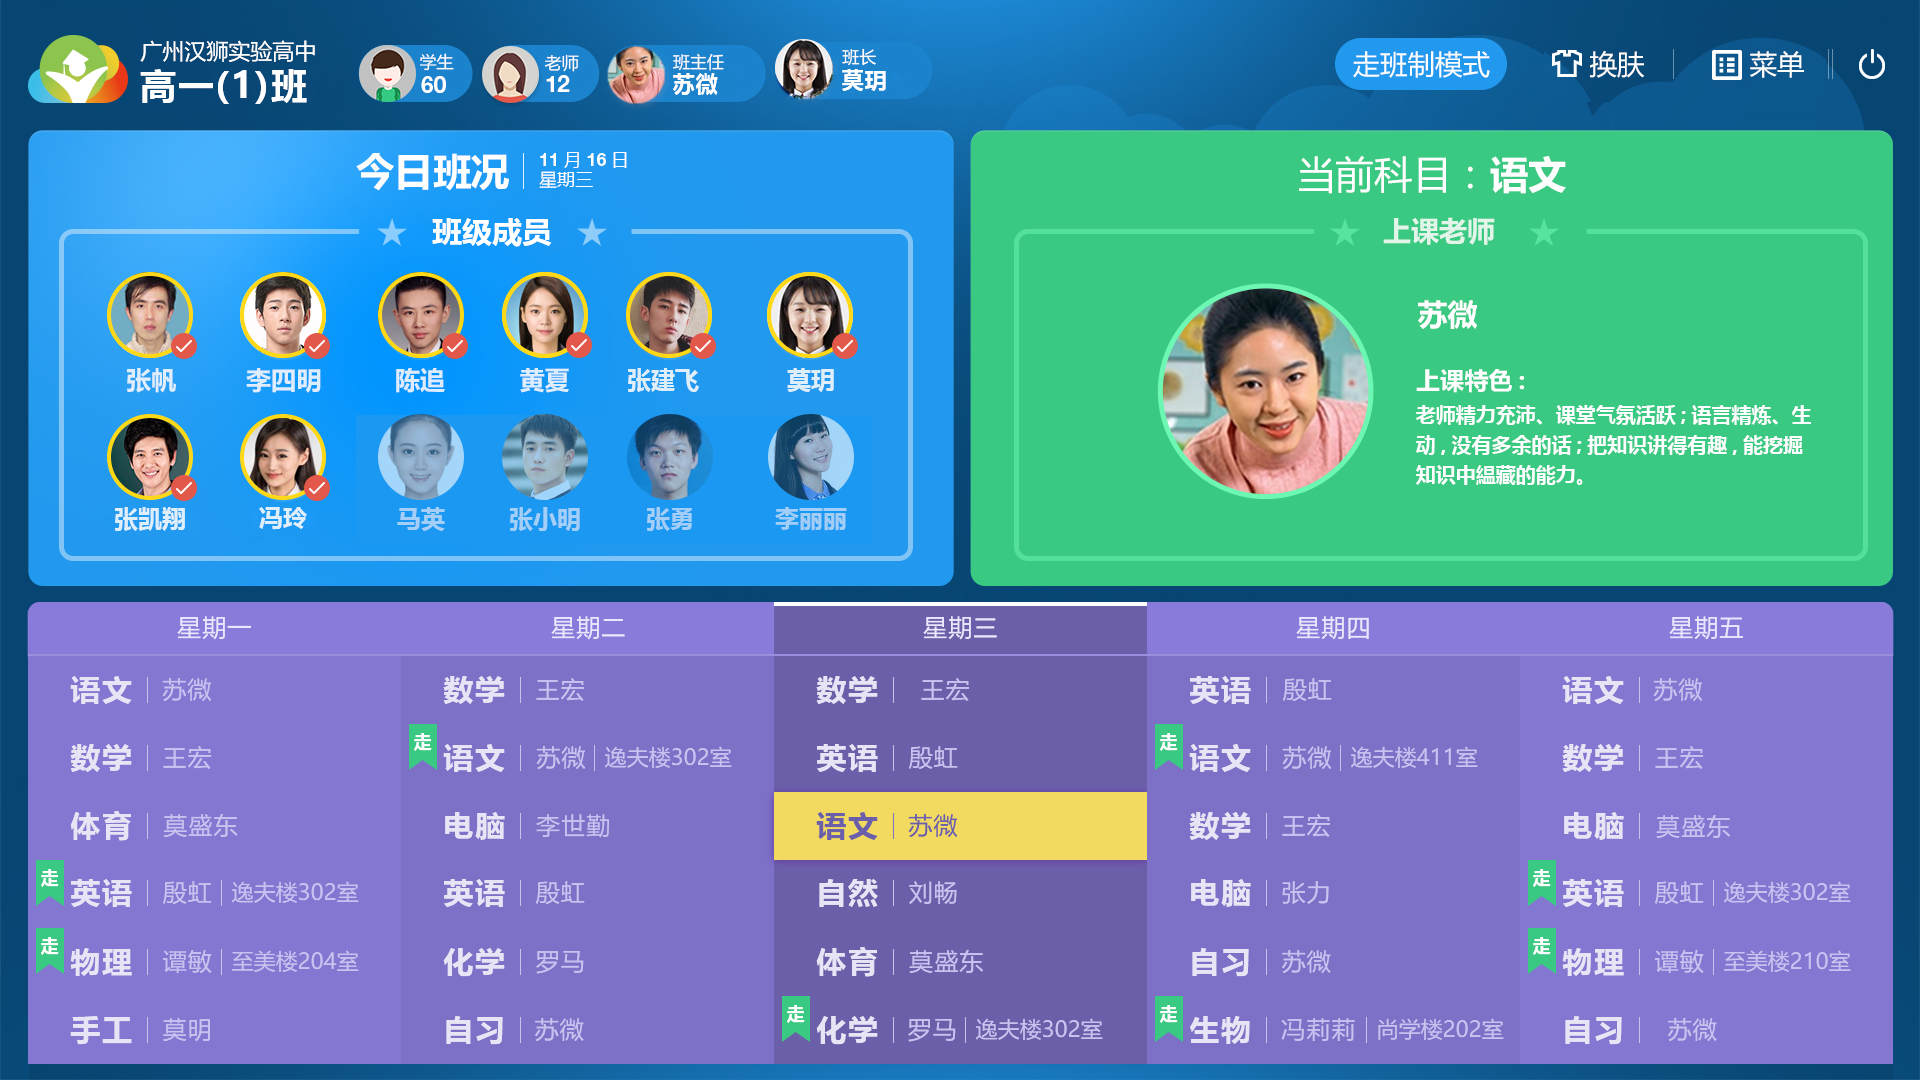 广州汉狮实验高中
高一(1)班
学生
60
老师
12
班主任
苏微
班长
莫玥
走班制模式
换肤
菜单
今日班况
11 月 16 日
星期三
班级成员
张帆 李四明 陈追 黄夏 张建飞 莫玥
张凯翔 冯玲 马英 张小明 张勇 李丽丽
当前科目：语文
上课老师
苏微
上课特色：
老师精力充沛、课堂气氛活跃；语言精炼、生
动，没有多余的话；把知识讲得有趣，能挖掘
知识中緼藏的能力。
星期一 星期二 星期三 星期四 星期五
语文 苏微 数学 王宏 数学 王宏 英语 殷虹 语文 苏微
数学 王宏 走 语文 苏微 逸夫楼302室 英语 殷虹 走 语文 苏微 逸夫楼411室 数学 王宏
体育 莫盛东 电脑 李世勤 语文 苏微 数学 王宏 电脑 莫盛东
走 英语 殷虹 逸夫楼302室 英语 殷虹 自然 刘畅 电脑 张力 走 英语 殷虹 逸夫楼302室
走 物理 谭敏 至美楼204室 化学 罗马 体育 莫盛东 自习 苏微 走 物理 谭敏 至美楼210室
手工 莫明 自习 苏微 走 化学 罗马 逸夫楼302室 走 生物 冯莉莉 尚学楼202室 自习 苏微